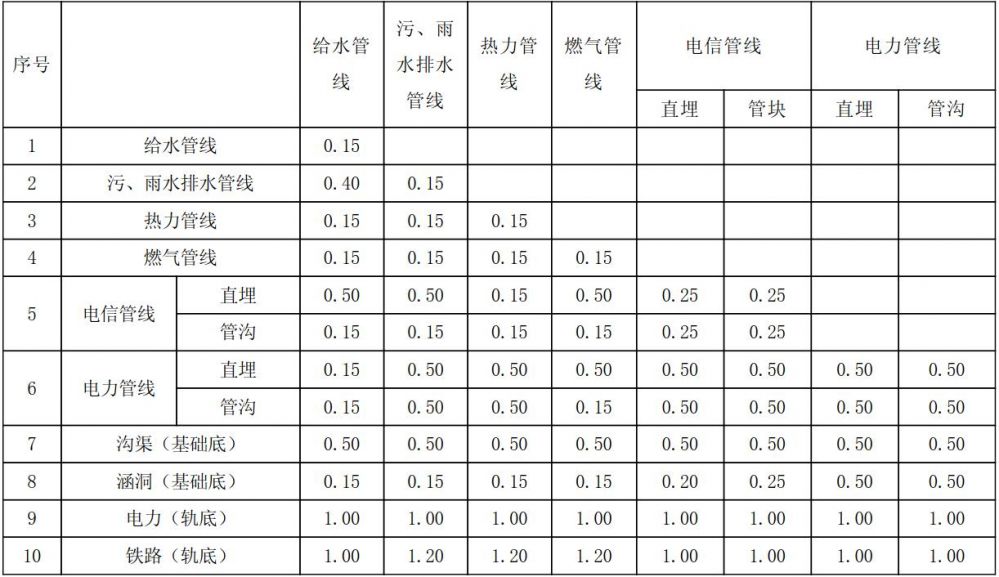 序号 给水管线 污、雨水排水管线 热力管线 燃气管线 电信管线 电力管线
直埋 管块 直埋 管沟
1 给水管线 0.15
2 污、雨水排水管线 0.40 0.15
3 热力管线 0.15 0.15 0.15
4 燃气管线 0.15 0.15 0.15 0.15
5 电信管线 直埋 0.50 0.50 0.15 0.50 0.25 0.25
管沟 0.15 0.15 0.15 0.15 0.25 0.25
6 电力管线 直埋 0.15 0.50 0.50 0.50 0.50 0.50 0.50 0.50
管沟 0.15 0.50 0.50 0.15 0.50 0.50 0.50 0.50
7 沟渠（基础底） 0.50 0.50 0.50 0.50 0.50 0.50 0.50 0.50
8 涵洞（基础底） 0.15 0.15 0.15 0.15 0.20 0.25 0.50 0.50
9 电力（轨底） 1.00 1.00 1.00 1.00 1.00 1.00 1.00 1.00
10 铁路（轨底） 1.00 1.20 1.20 1.20 1.00 1.00 1.00 1.00